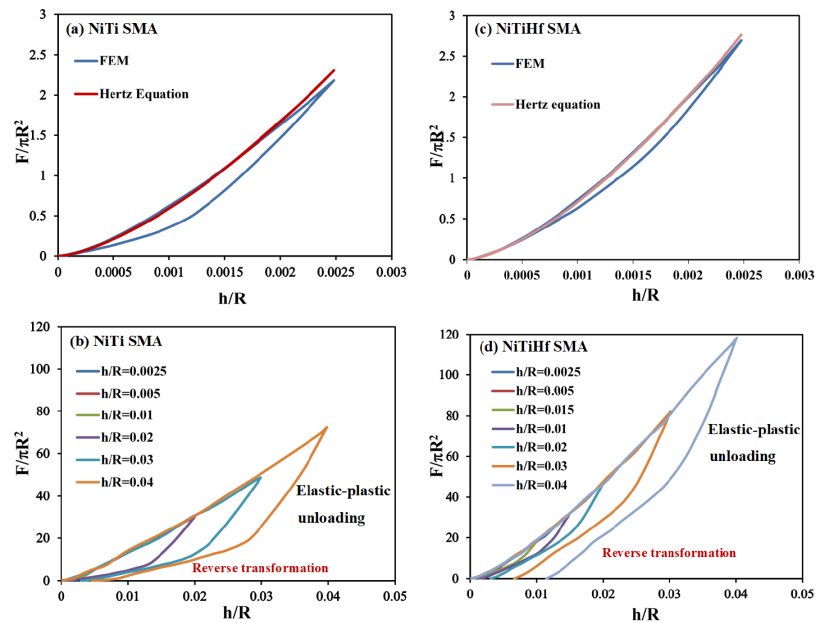 (a) NiTi SMA
FEM
Hertz Equation
F/πR²
3
2.5
2
1.5
1
0.5
0
0 0.0005 0.001 0.0015 0.002 0.0025 0.003
h/R
(c) NiTiHf SMA
FEM
Hertz equation
F/πR²
3
2.5
2
1.5
1
0.5
0
0 0.0005 0.001 0.0015 0.002 0.0025 0.003
h/R
(b) NiTi SMA
h/R=0.0025
h/R=0.005
h/R=0.01
h/R=0.02
h/R=0.03
h/R=0.04
Elastic-plastic
unloading
Reverse transformation
F/πR²
120
100
80
60
40
20
0
0 0.01 0.02 0.03 0.04 0.05
h/R
(d) NiTiHf SMA
h/R=0.0025
h/R=0.005
h/R=0.015
h/R=0.01
h/R=0.02
h/R=0.03
h/R=0.04
Elastic-plastic
unloading
Reverse transformation
F/πR²
120
100
80
60
40
20
0
0 0.01 0.02 0.03 0.04 0.05
h/R